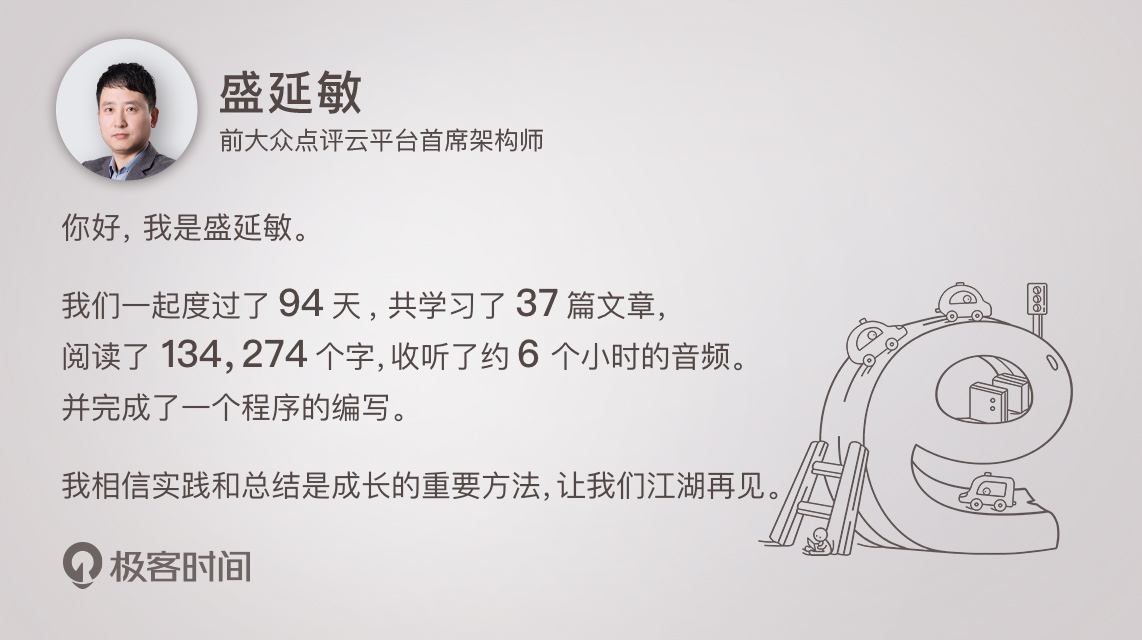 盛延敏
前大众点评云平台首席架构师
你好，我是盛延敏。
我们一起度过了 94 天，共学习了 37 篇文章，
阅读了 134,274 个字，收听了约 6 个小时的音频。
并完成了一个程序的编写。
我相信实践和总结是成长的重要方法，让我们江湖再见。
极客时间